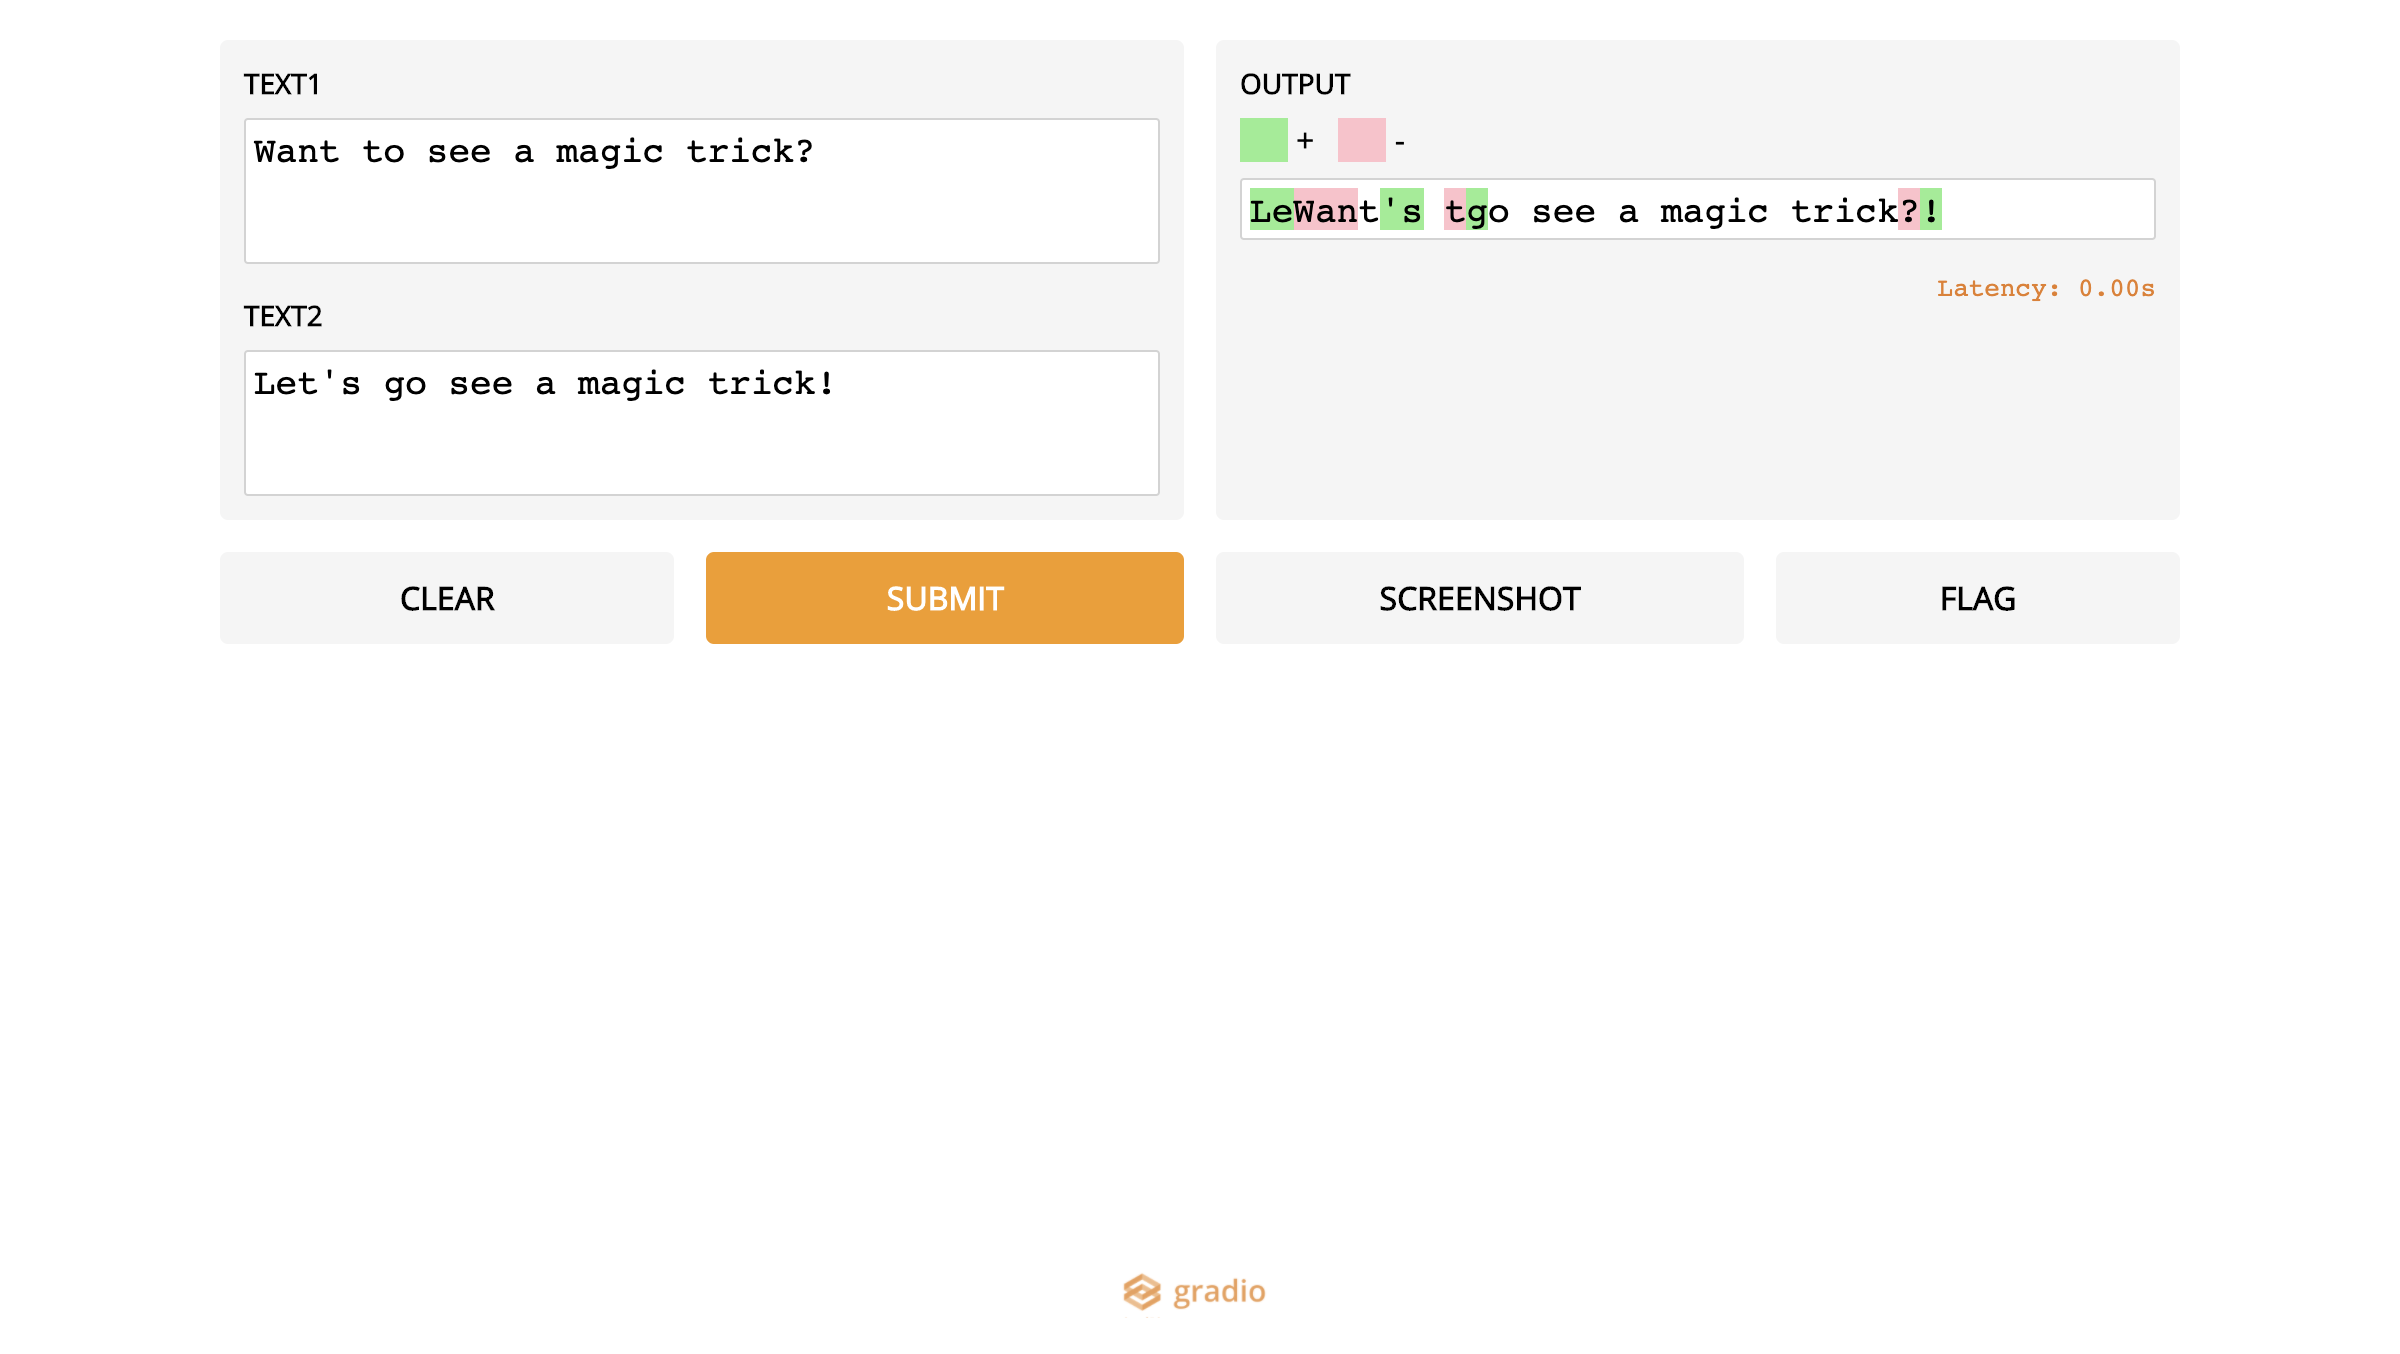 TEXT1
Want to see a magic trick?
TEXT2
Let's go see a magic trick!
CLEAR
SUBMIT
OUTPUT
+ -
LeWant's tgo see a magic trick?!
Latency: 0.00s
SCREENSHOT
FLAG
gradio